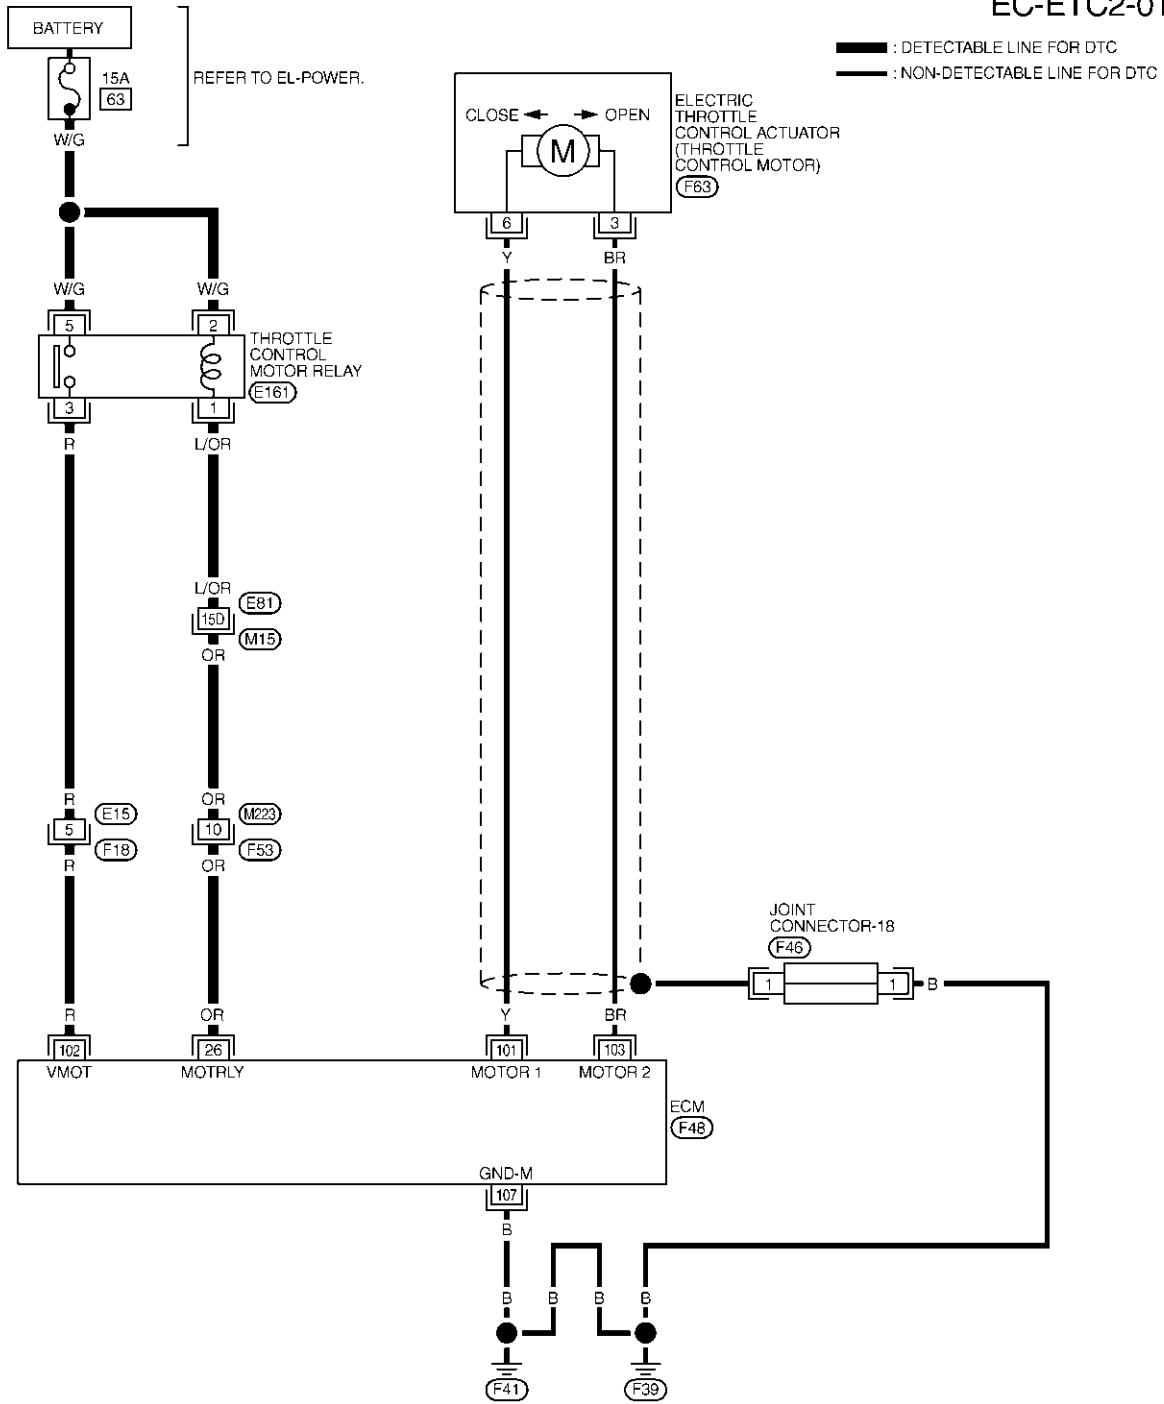 EC-ETC2-01
BATTERY
15A
63
REFER TO EL-POWER.
: DETECTABLE LINE FOR DTC
: NON-DETECTABLE LINE FOR DTC
W/G
CLOSE
OPEN
M
ELECTRIC
THROTTLE
CONTROL ACTUATOR
(THROTTLE
CONTROL MOTOR)
F63
6
3
Y
BR
W/G
W/G
5
2
THROTTLE
CONTROL
MOTOR RELAY
E161
3
1
R
L/OR
L/OR
E81
15D
M15
OR
R
E15
5
F18
R
OR
M223
10
F53
OR
JOINT
CONNECTOR-18
F46
1
1
B
R
OR
Y
BR
102
26
101
103
VMOT
MOTRLY
MOTOR 1
MOTOR 2
ECM
F48
GND-M
107
B
B
B
B
B
F41
F39